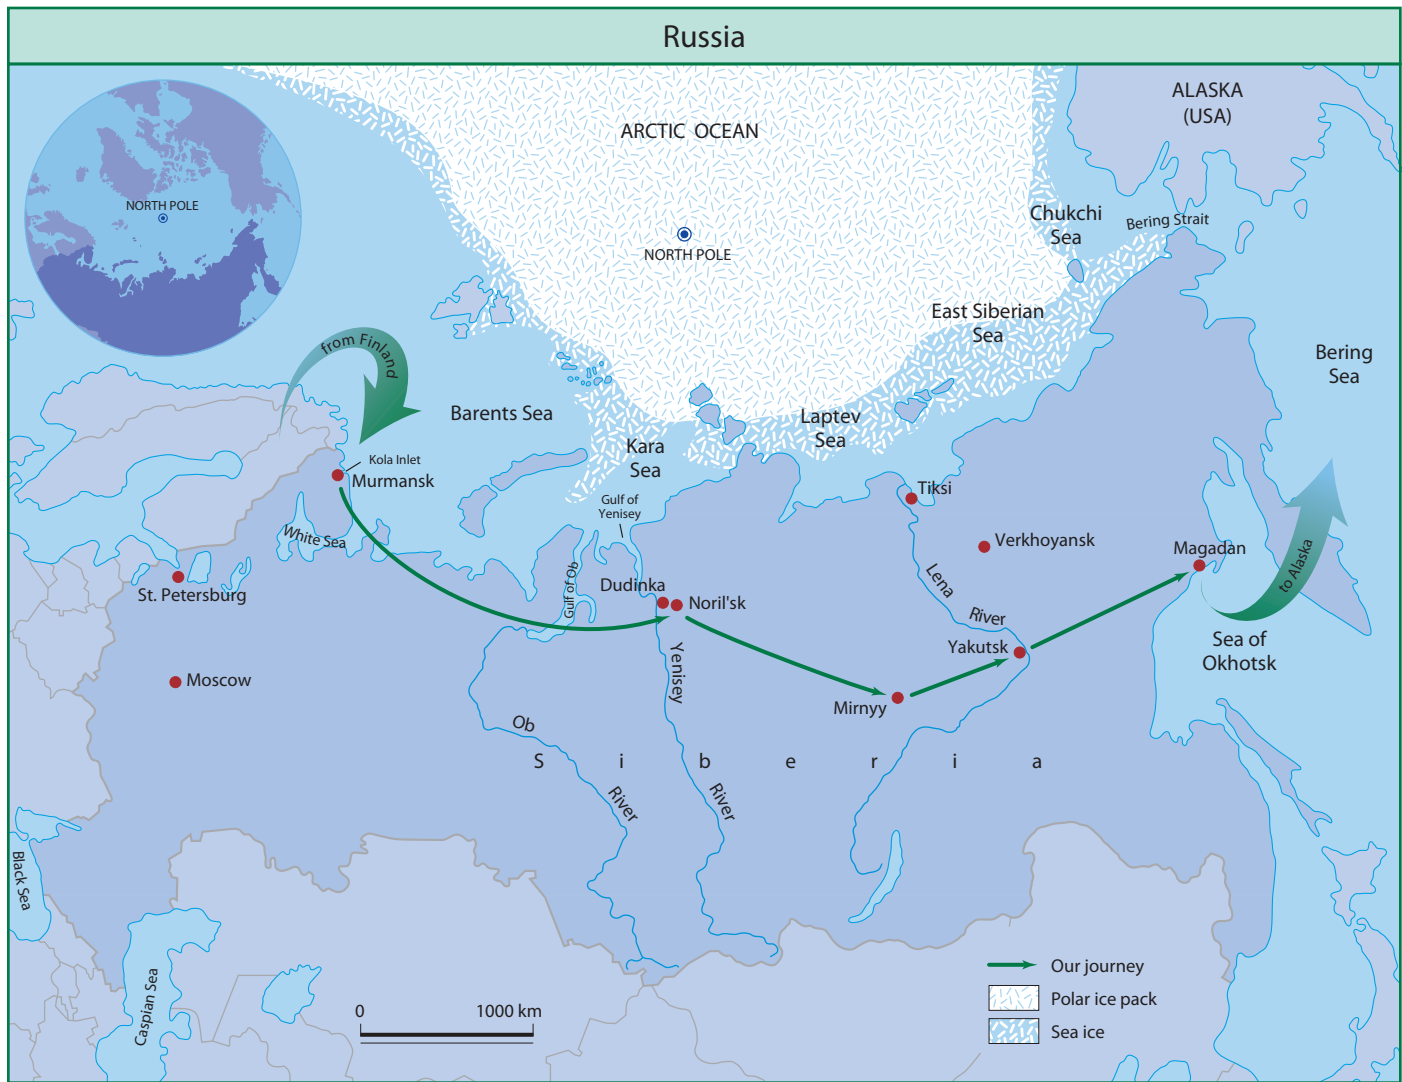 Russia
ALASKA
(USA)
ARCTIC OCEAN
NORTH POLE
NORTH POLE
Chukchi
Sea
Bering Strait
East Siberian
Sea
Bering
Sea
from Finland
Barents Sea
Laptev
Sea
Kara
Sea
Kola Inlet
Murmansk
Gulf of
Yenisey
Tiksi
White Sea
Verkhoyansk
Magadan
to Alaska
St. Petersburg
Gulf of Ob
Dudinka
Noril'sk
Lena
River
Yakutsk
Sea of
Okhotsk
Moscow
Yenisey
River
Mirnyy
Ob
River
Siberia
Black Sea
Caspian Sea
0 1000 km
Our journey
Polar ice pack
Sea ice